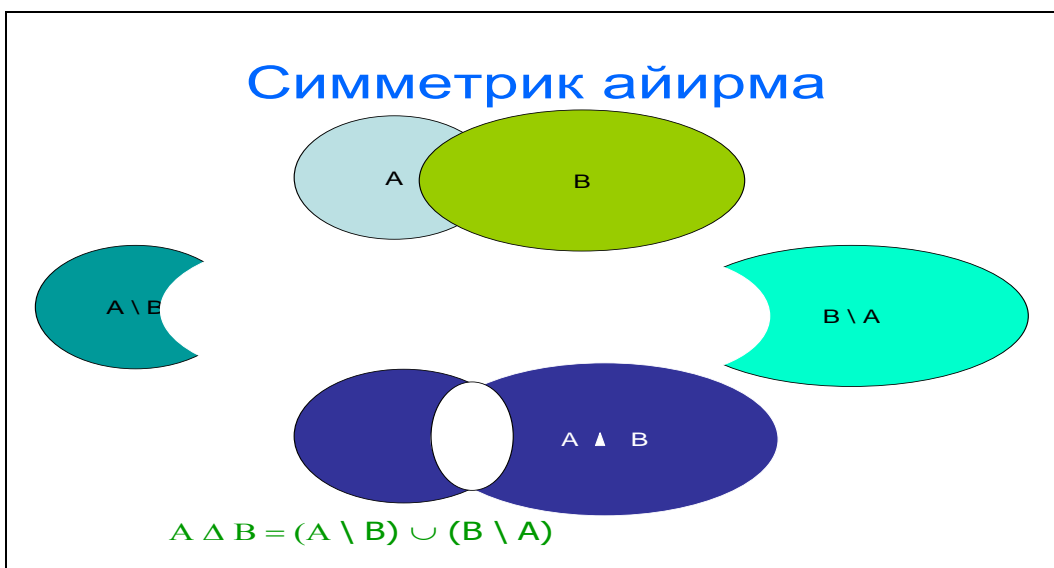 Симметрик айирма
A B
A \ B B \ A
A ▲ B
A Δ B = (A \ B) ∪ (B \ A)